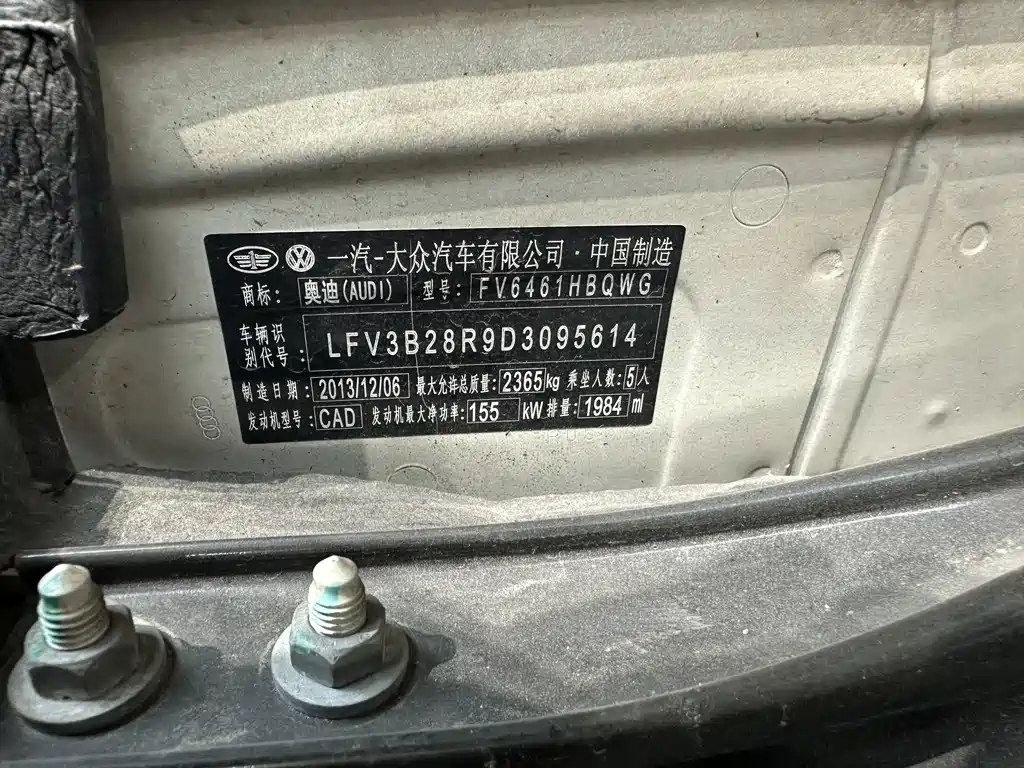 一汽-大众汽车有限公司·中国制造
商标: 奥迪(AUDI) 型号: FV6461HBQWG
车辆识别代号: LFV3B28R9D3095614
制造日期: 2013/12/06 最大允许总质量: 2365kg 乘坐人数: 5人
发动机型号: CAD 发动机最大净功率: 155 kW 排量: 1984 ml